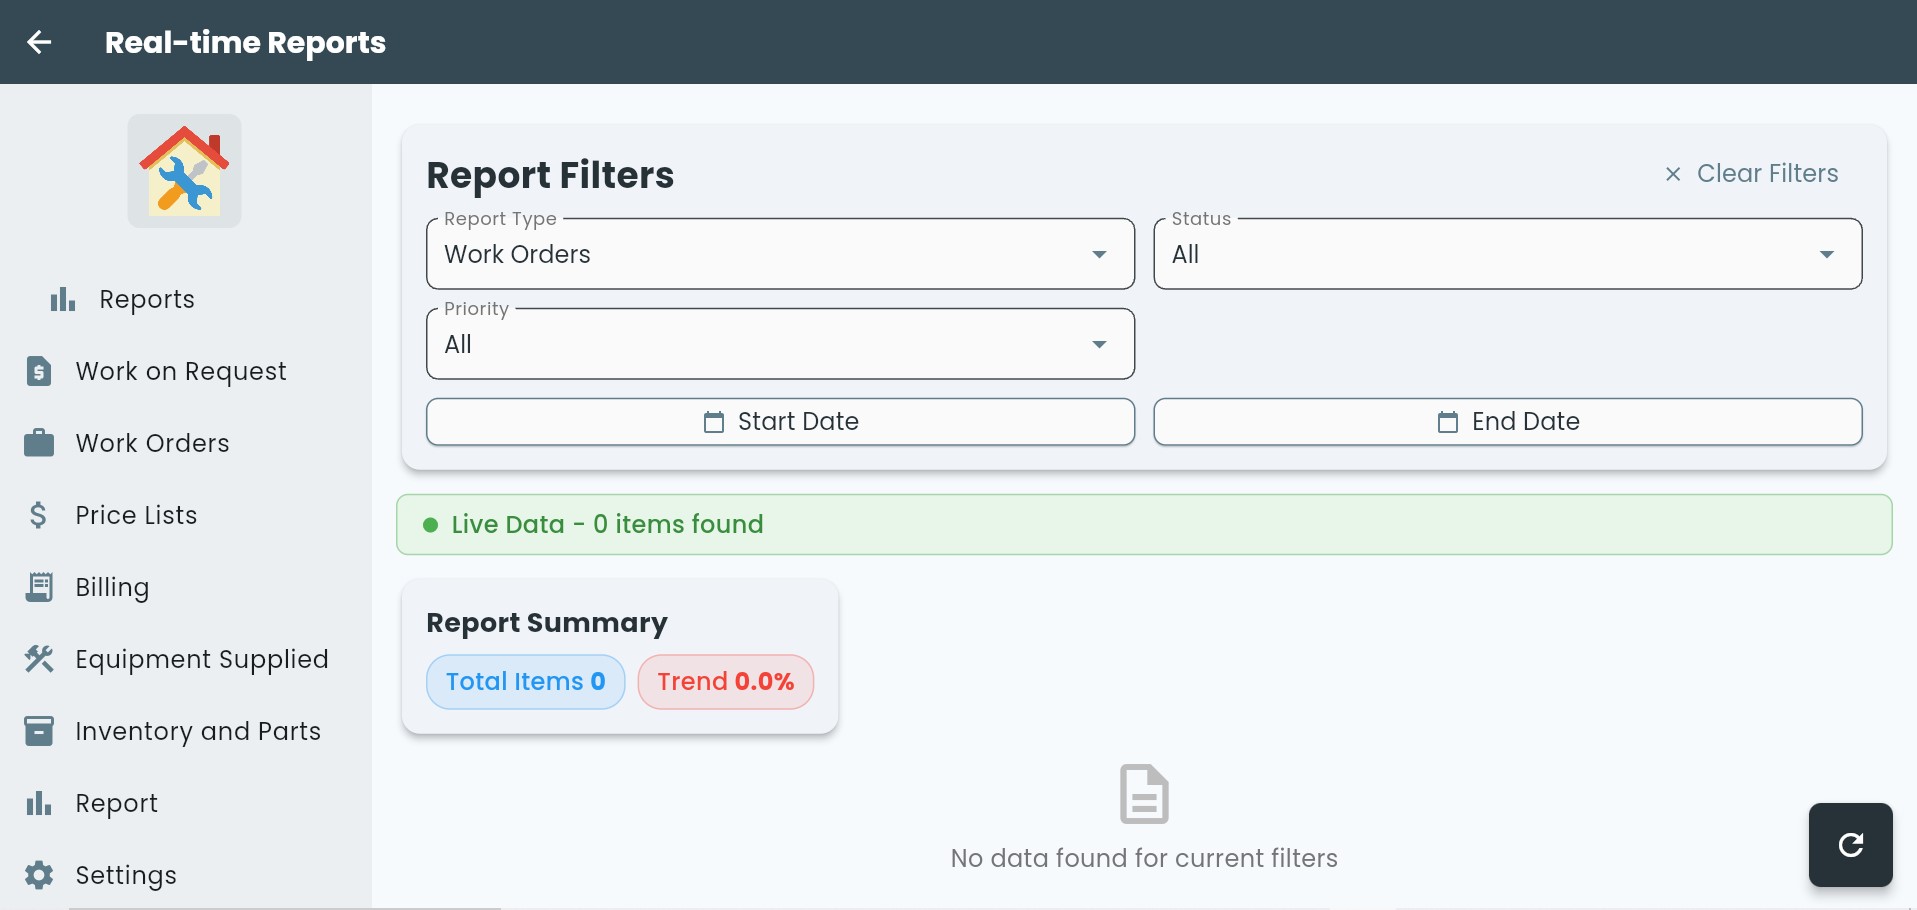 Real-time Reports
Reports
Work on Request
Work Orders
Price Lists
Billing
Equipment Supplied
Inventory and Parts
Report
Settings
Report Filters
Clear Filters
Report Type
Work Orders
Status
All
Priority
All
Start Date
End Date
Live Data - 0 items found
Report Summary
Total Items 0
Trend 0.0%
No data found for current filters